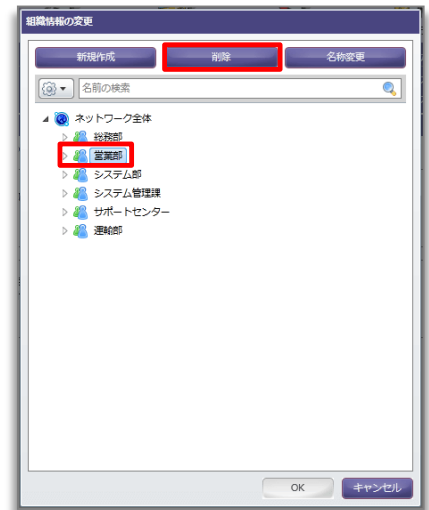 組織情報の変更
新規作成 削除 名称変更
名前の検索
ネットワーク全体
総務部
営業部
システム部
システム管理課
サポートセンター
運輸部
OK キャンセル